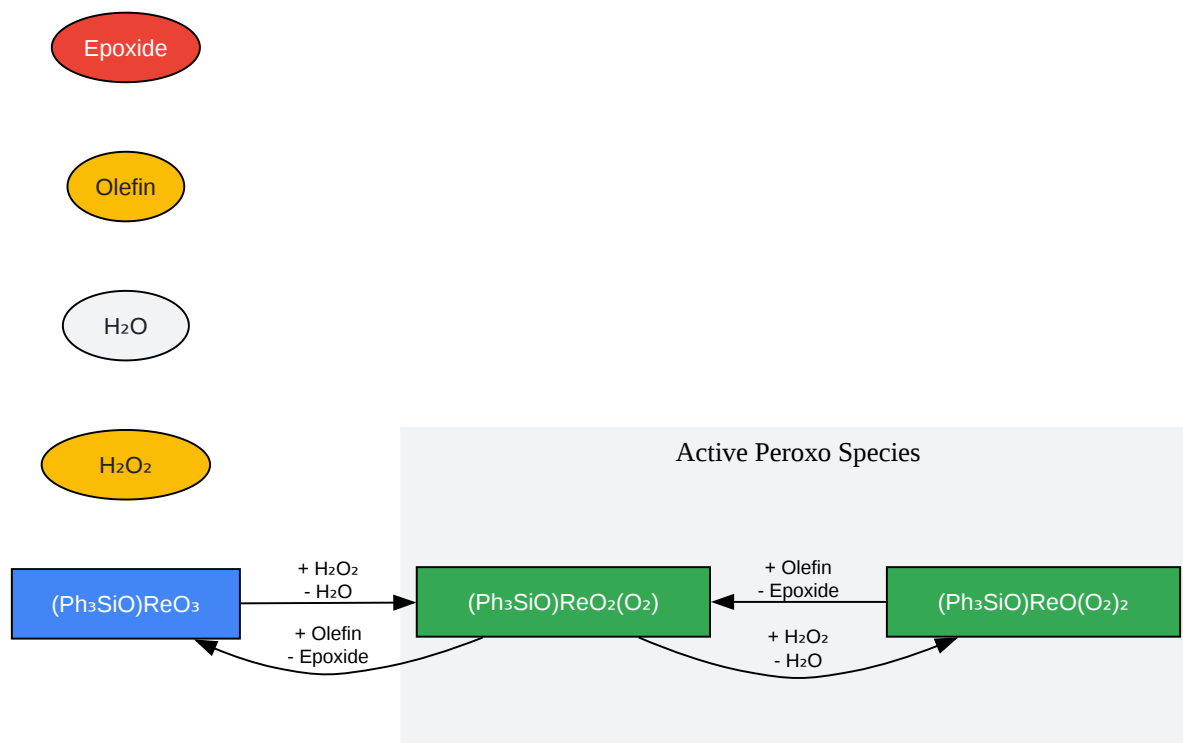 Epoxide
Olefin
H₂O
H₂O₂
Active Peroxo Species
(Ph₃SiO)ReO₃
+ H₂O₂
- H₂O
+ Olefin
- Epoxide
(Ph₃SiO)ReO₂(O₂)
+ Olefin
- Epoxide
+ H₂O₂
- H₂O
(Ph₃SiO)ReO(O₂)₂